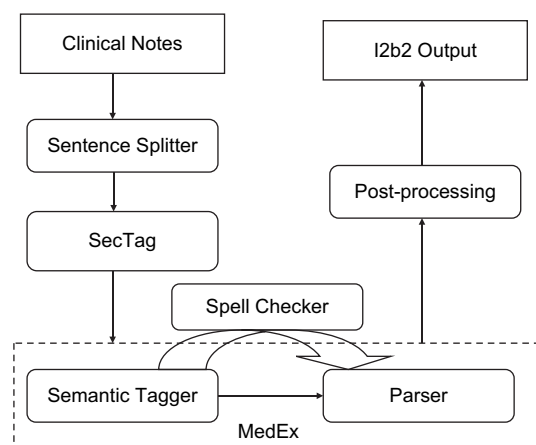 Clinical Notes
I2b2 Output
Sentence Splitter
Post-processing
SecTag
Spell Checker
Semantic Tagger
Parser
MedEx